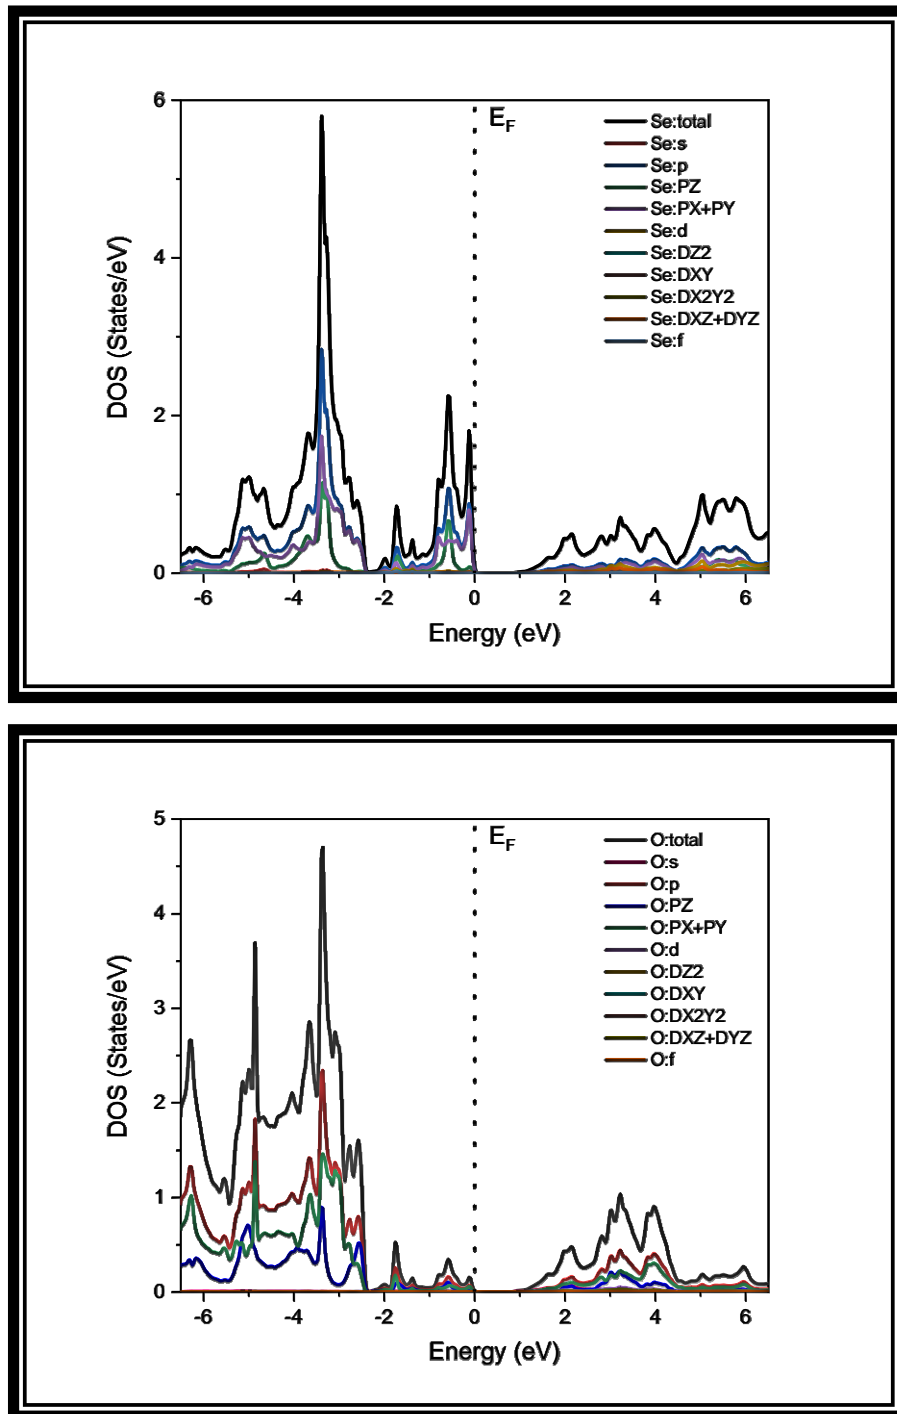 6
4
2
0
DOS (States/eV)
-6
-4
-2
0
2
4
6
Energy (eV)
E_F
Se:total
Se:s
Se:p
Se:PZ
Se:PX+PY
Se:d
Se:DZ2
Se:DXY
Se:DX2Y2
Se:DXZ+DYZ
Se:f
5
4
3
2
1
0
DOS (States/eV)
-6
-4
-2
0
2
4
6
Energy (eV)
E_F
O:total
O:s
O:p
O:PZ
O:PX+PY
O:d
O:DZ2
O:DXY
O:DX2Y2
O:DXZ+DYZ
O:f